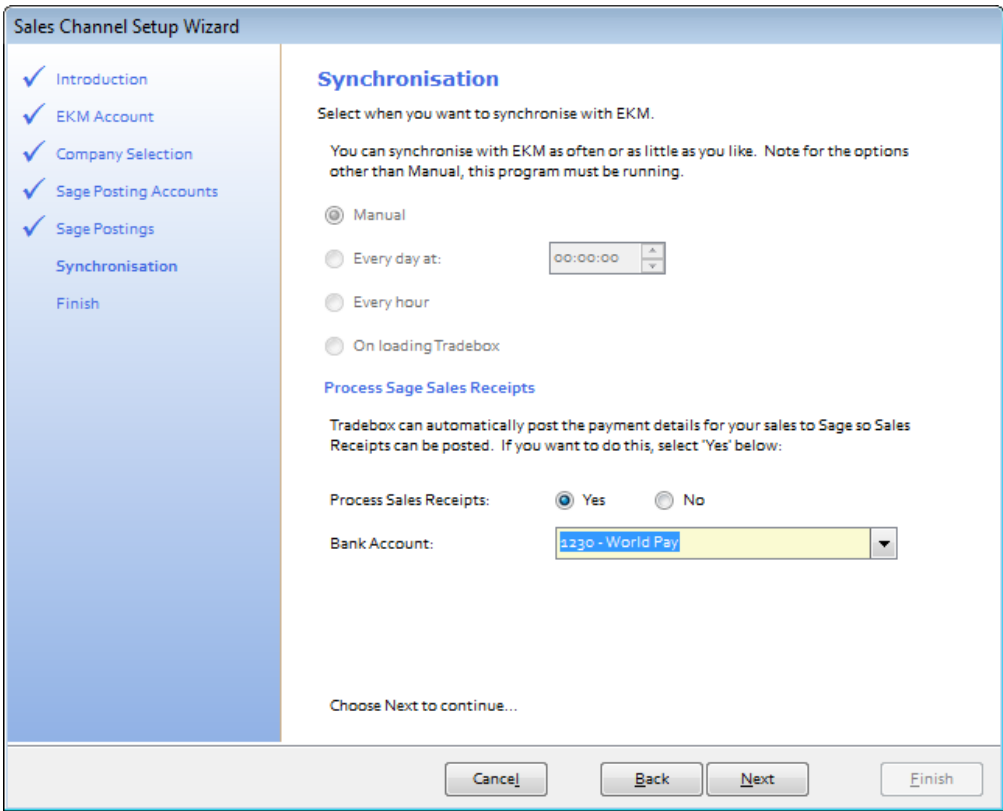 Sales Channel Setup Wizard
Introduction
EKM Account
Company Selection
Sage Posting Accounts
Sage Postings
Synchronisation
Finish
Synchronisation
Select when you want to synchronise with EKM.
You can synchronise with EKM as often or as little as you like.  Note for the options
other than Manual, this program must be running.
Manual
Every day at: 00:00:00
Every hour
On loading Tradebox
Process Sage Sales Receipts
Tradebox can automatically post the payment details for your sales to Sage so Sales
Receipts can be posted.  If you want to do this, select 'Yes' below:
Process Sales Receipts: Yes No
Bank Account: 1230 - World Pay
Choose Next to continue...
Cancel Back Next Finish